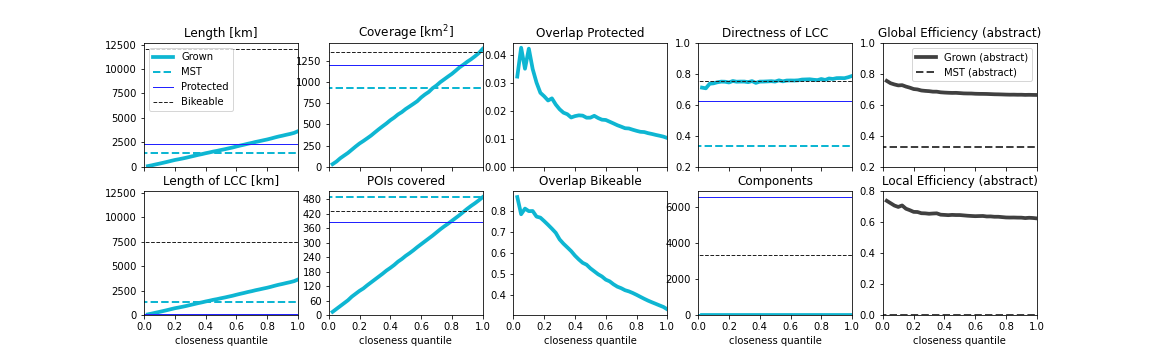 Length [km]
12500
10000
7500
5000
2500
0
Grown
MST
Protected
Bikeable
Coverage [km²]
1250
1000
750
500
250
0
Overlap Protected
0.04
0.03
0.02
0.01
0.00
Directness of LCC
1.0
0.8
0.6
0.4
0.2
Global Efficiency (abstract)
1.0
0.8
0.6
0.4
0.2
Grown (abstract)
MST (abstract)
Length of LCC [km]
12500
10000
7500
5000
2500
0
0.0 0.2 0.4 0.6 0.8 1.0
closeness quantile
POIs covered
480
420
360
300
240
180
120
60
0
0.0 0.2 0.4 0.6 0.8 1.0
closeness quantile
Overlap Bikeable
0.8
0.7
0.6
0.5
0.4
0.0 0.2 0.4 0.6 0.8 1.0
closeness quantile
Components
6000
4000
2000
0
0.0 0.2 0.4 0.6 0.8 1.0
closeness quantile
Local Efficiency (abstract)
0.8
0.6
0.4
0.2
0.0
0.0 0.2 0.4 0.6 0.8 1.0
closeness quantile